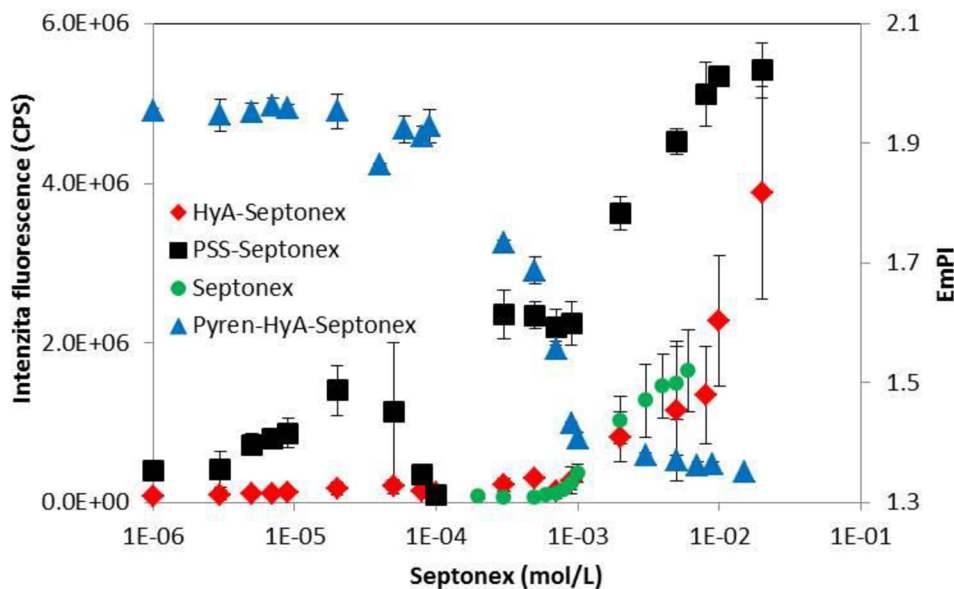 6.0E+06
4.0E+06
2.0E+06
0.0E+00
Intenzita fluorescence (CPS)
HyA-Septonex
PSS-Septonex
Septonex
Pyren-HyA-Septonex
2.1
1.9
1.7
1.5
1.3
EmPI
1E-06 1E-05 1E-04 1E-03 1E-02 1E-01
Septonex (mol/L)